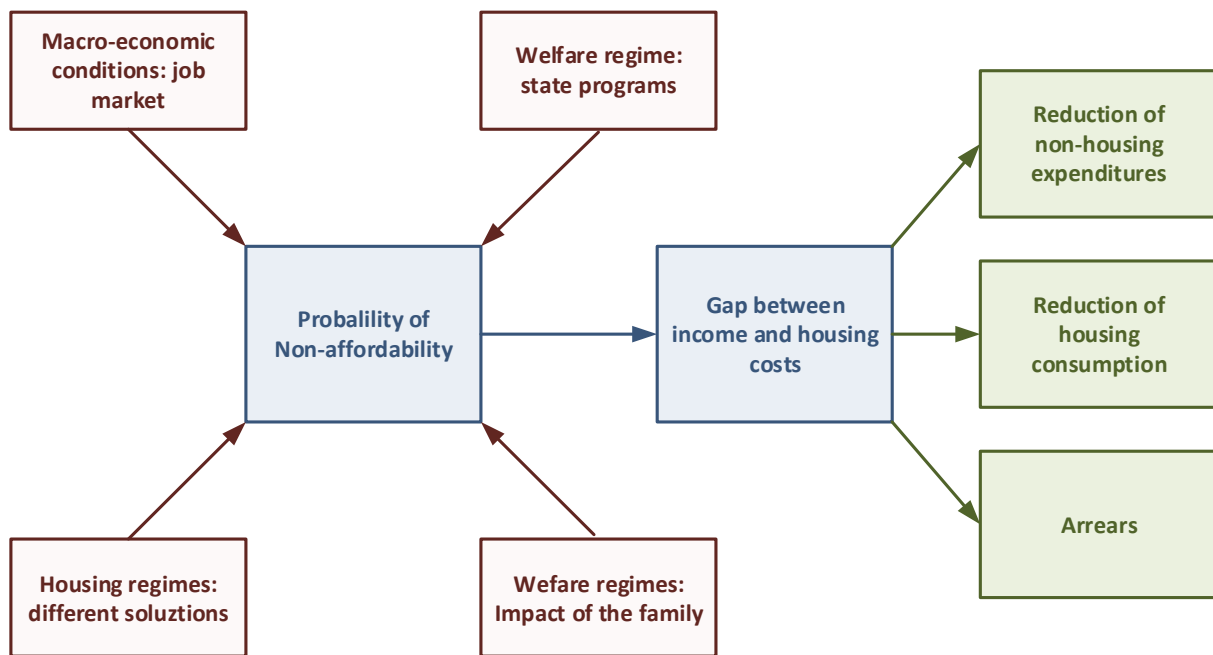 Macro-economic
conditions: job
market
Welfare regime:
state programs
Reduction of
non-housing
expenditures
Probalility of
Non-affordability
Gap between
income and housing
costs
Reduction of
housing
consumption
Housing regimes:
different soluztions
Wefare regimes:
Impact of the family
Arrears